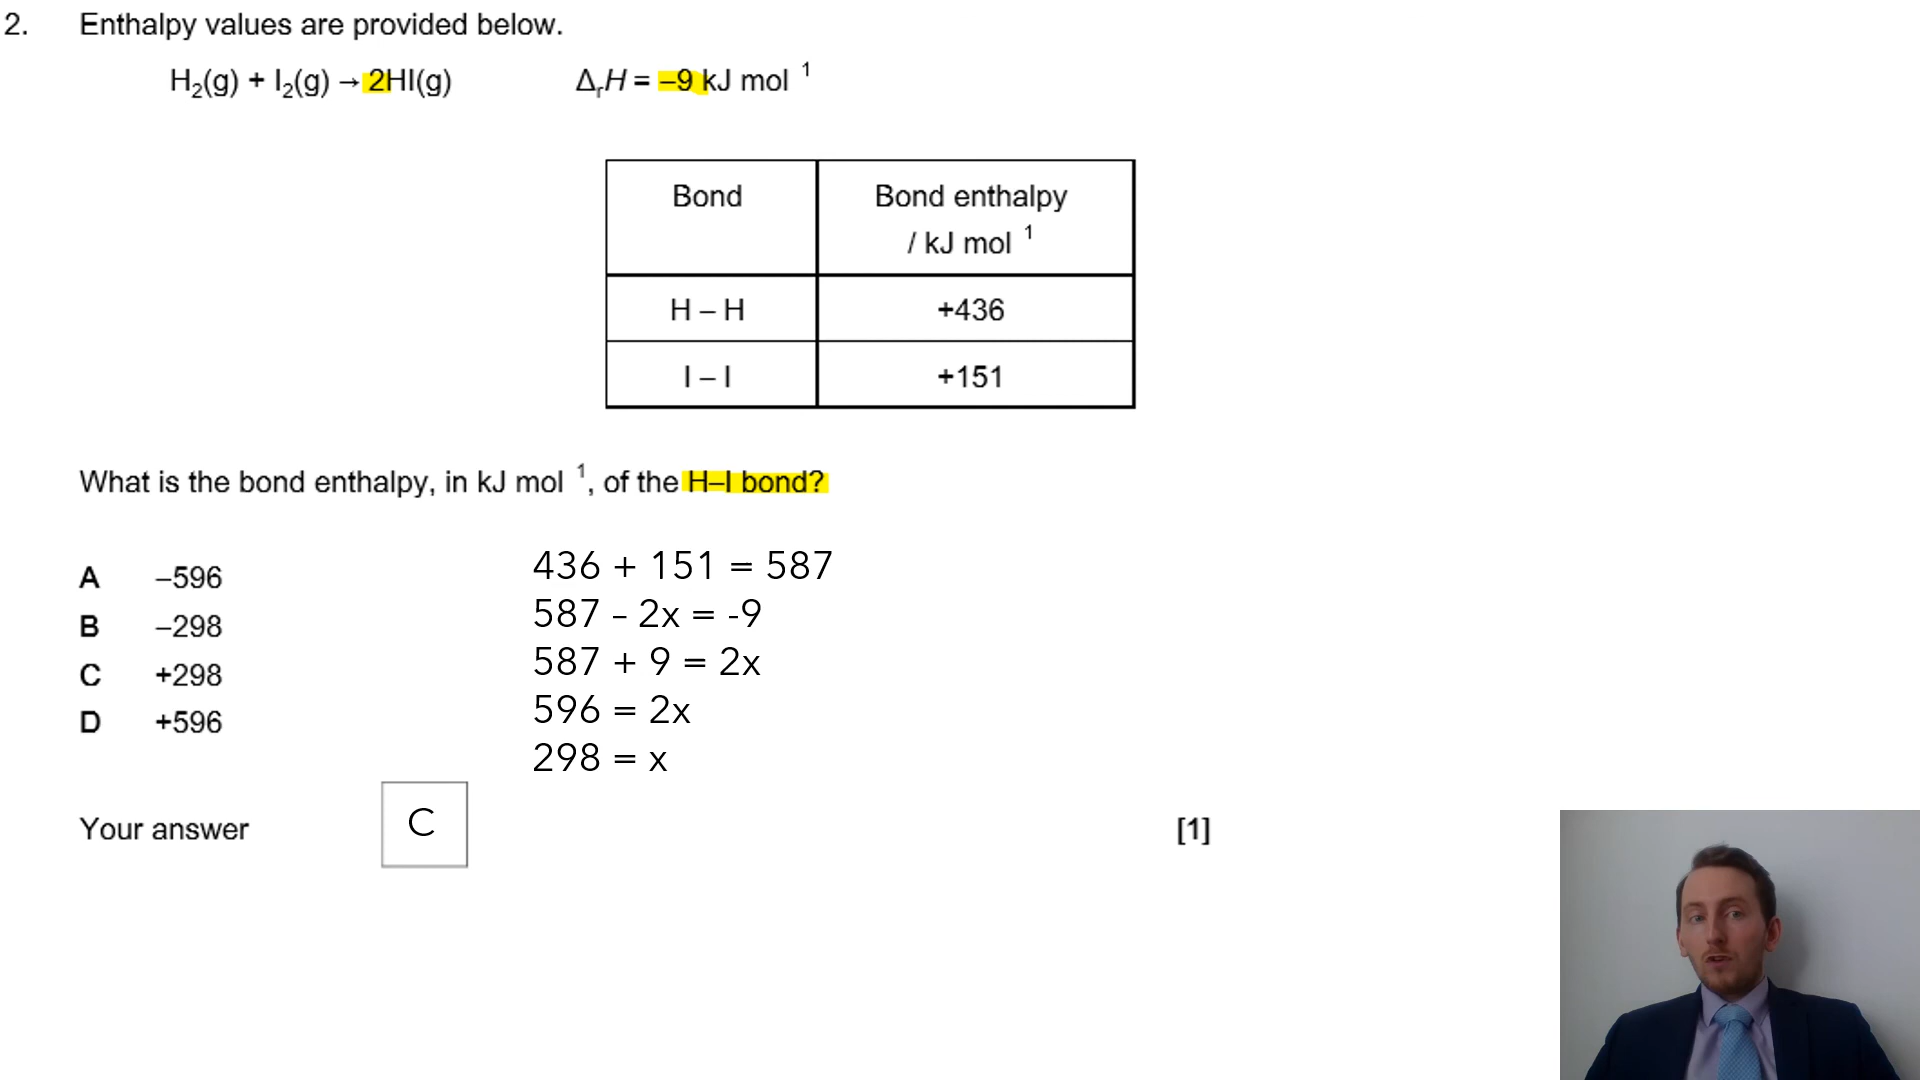 2. Enthalpy values are provided below.
H₂(g) + I₂(g) → 2HI(g) ΔᵣH = –9 kJ mol ¹
Bond Bond enthalpy
/ kJ mol ¹
H – H +436
I – I +151
What is the bond enthalpy, in kJ mol ¹, of the H–I bond?
A –596
B –298
C +298
D +596
436 + 151 = 587
587 – 2x = -9
587 + 9 = 2x
596 = 2x
298 = x
Your answer C [1]